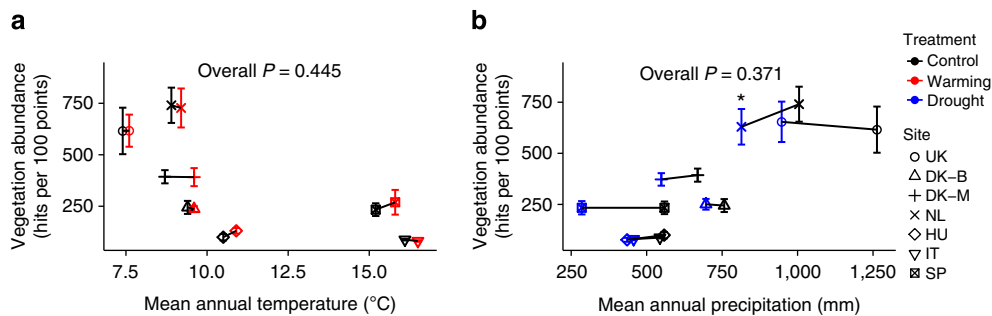 a
Overall P = 0.445
Vegetation abundance
(hits per 100 points)
750
500
250
7.5
10.0
12.5
15.0
Mean annual temperature (°C)
b
Overall P = 0.371
*
Vegetation abundance
(hits per 100 points)
750
500
250
250
500
750
1,000
1,250
Mean annual precipitation (mm)
Treatment
Control
Warming
Drought
Site
UK
DK–B
DK–M
NL
HU
IT
SP